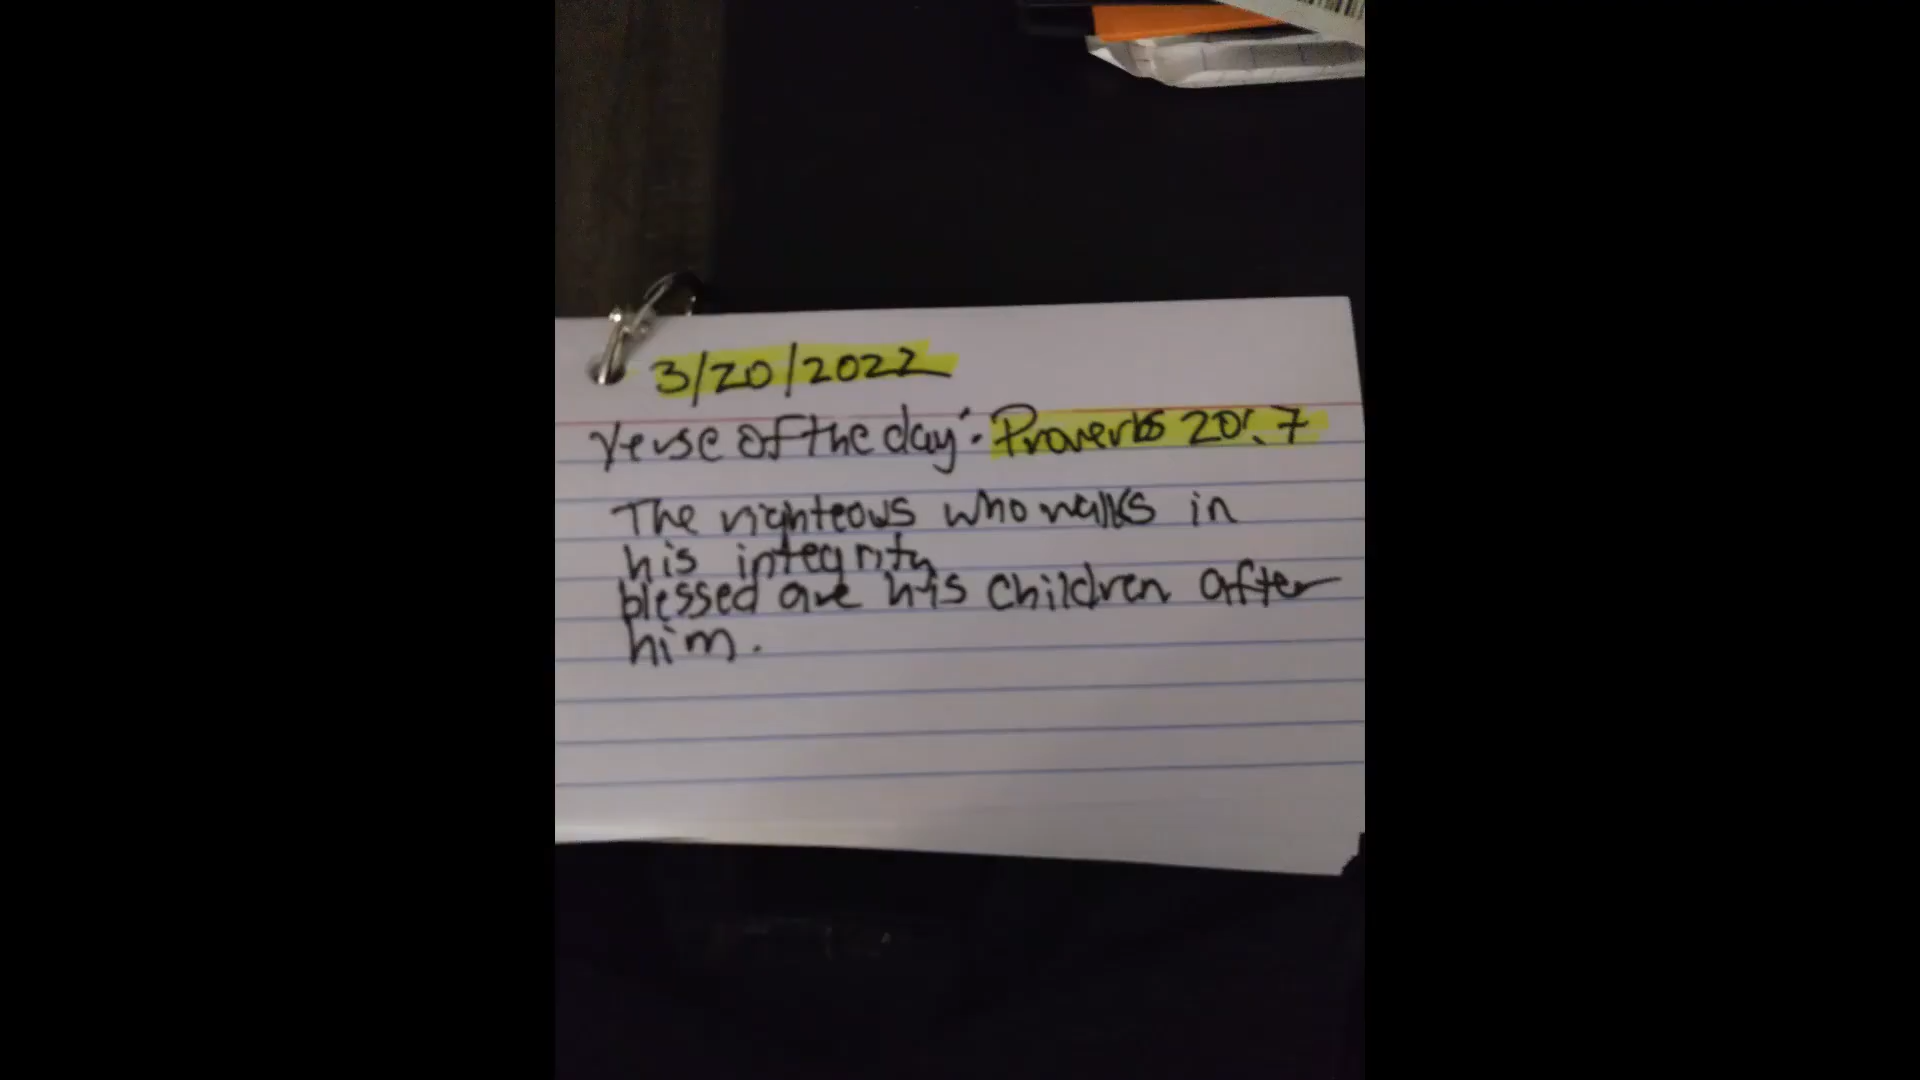 3/20/2022
Verse of the day: Proverbs 20:7
The righteous who walks in
his integrity
blessed are his children after
him.